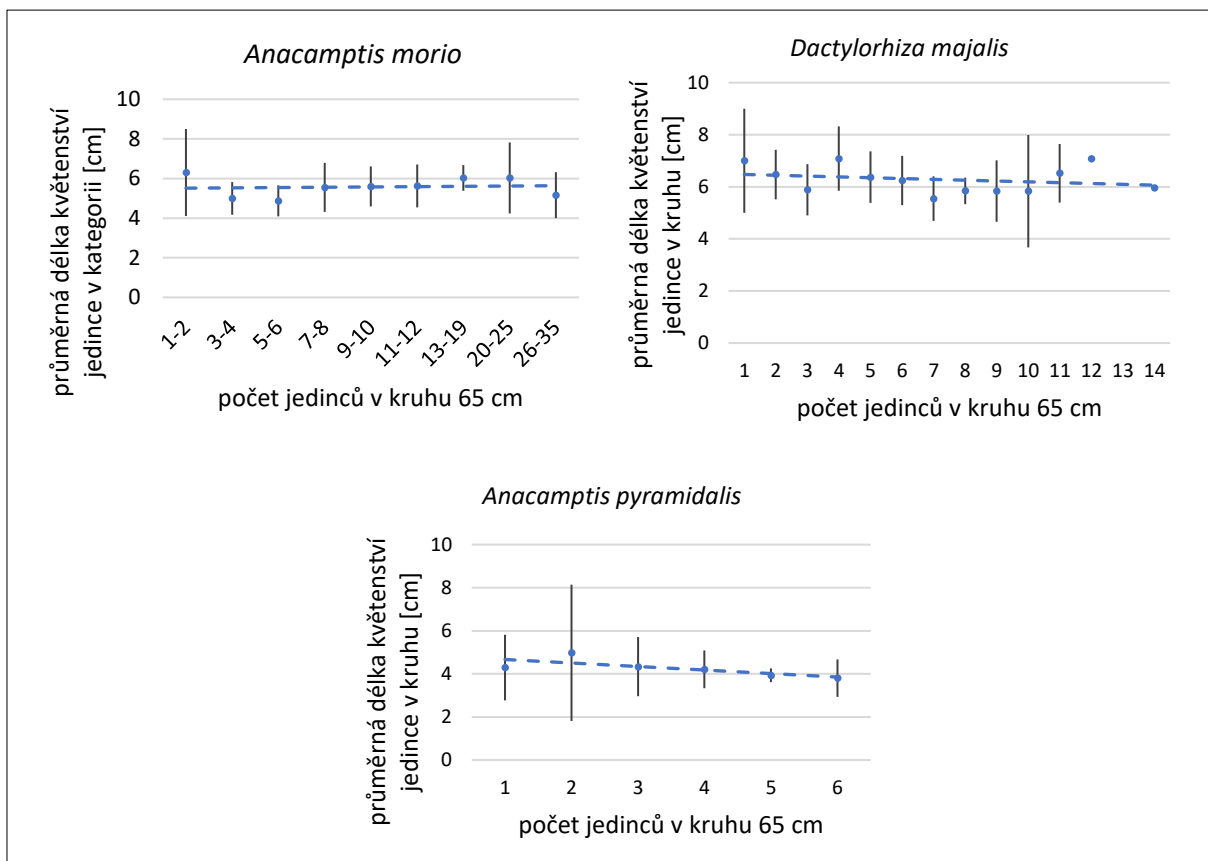 Anacamptis morio
průměrná délka květenství
jedince v kategorii [cm]
10
8
6
4
2
0
1-2
3-4
5-6
7-8
9-10
11-12
13-19
20-25
26-35
počet jedinců v kruhu 65 cm
Dactylorhiza majalis
průměrná délka květenství
jedince v kruhu [cm]
10
8
6
4
2
0
1 2 3 4 5 6 7 8 9 10 11 12 13 14
počet jedinců v kruhu 65 cm
Anacamptis pyramidalis
průměrná délka květenství
jedince v kruhu [cm]
10
8
6
4
2
0
1 2 3 4 5 6
počet jedinců v kruhu 65 cm